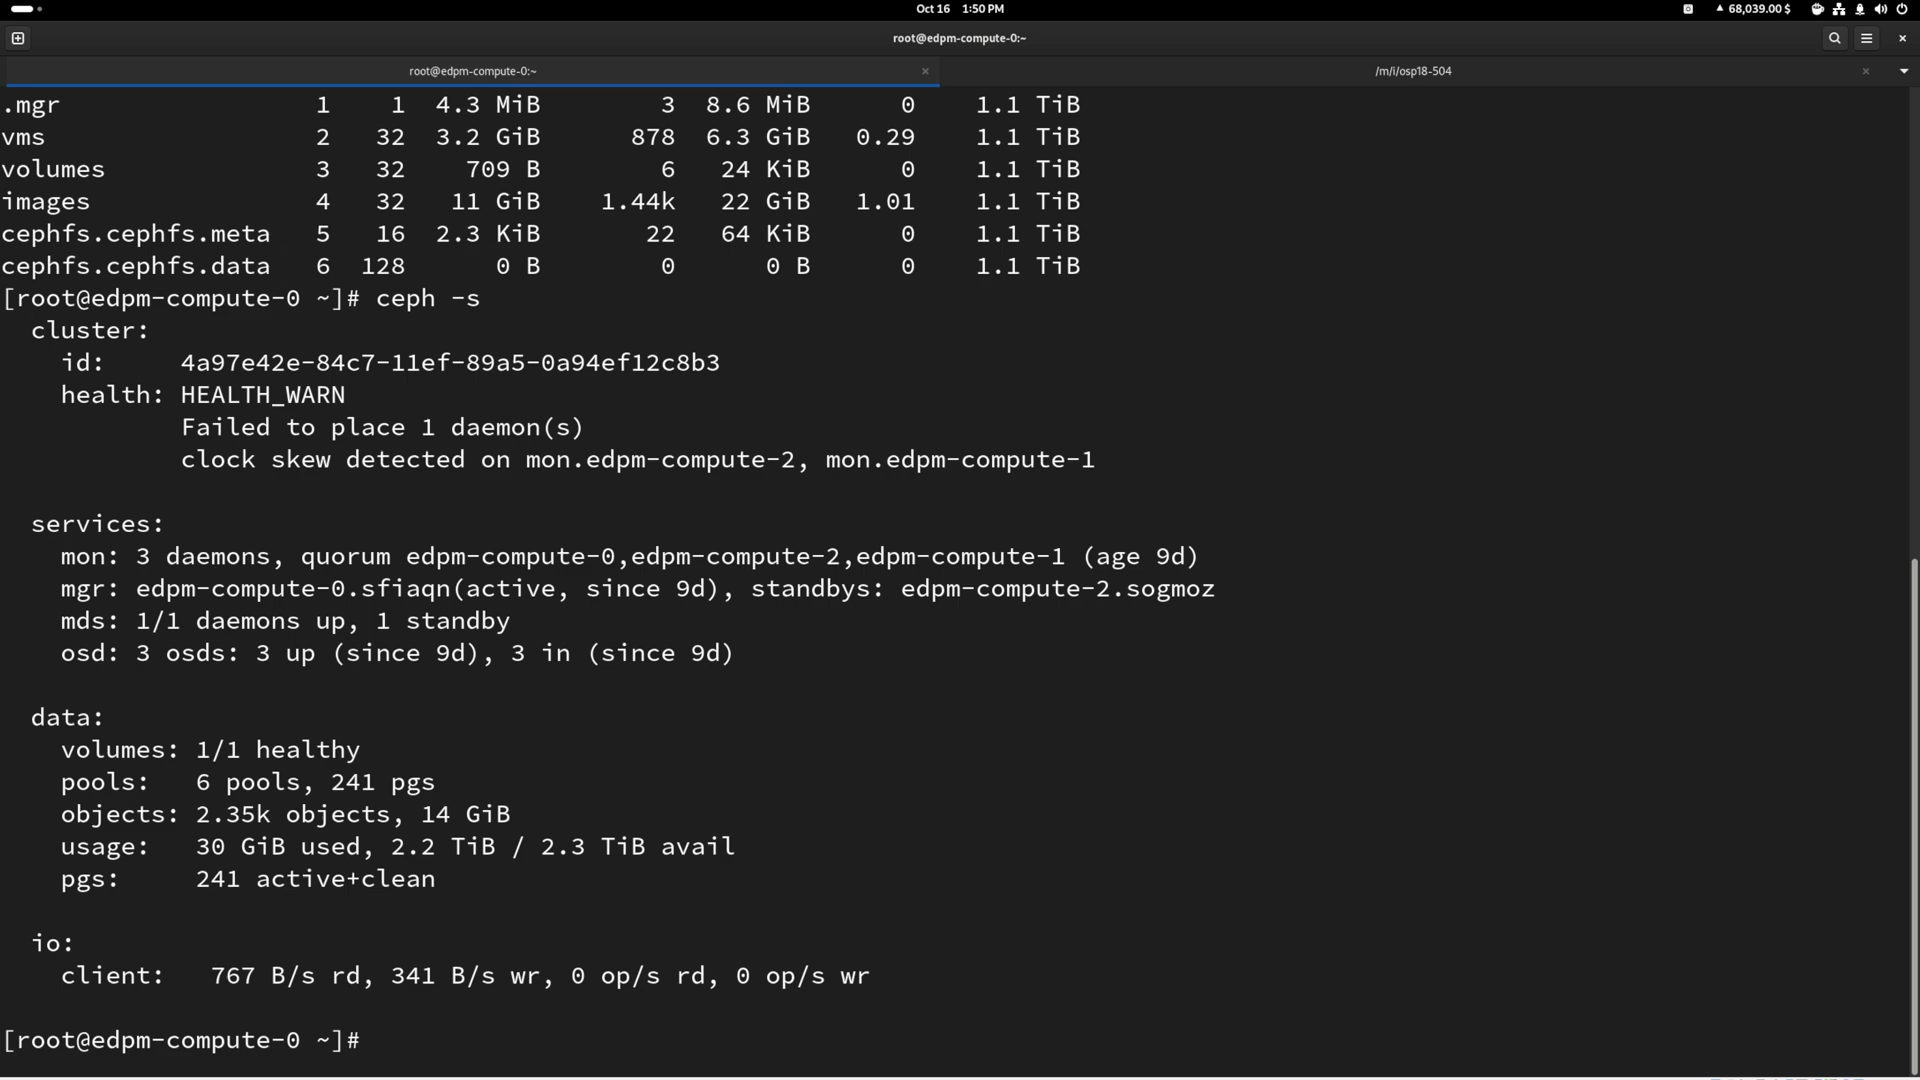 Oct 16 1:50 PM
68,039.00 $
root@edpm-compute-0:~
root@edpm-compute-0:~
/m/i/osp18-504
.mgr 1 1 4.3 MiB 3 8.6 MiB 0 1.1 TiB
vms 2 32 3.2 GiB 878 6.3 GiB 0.29 1.1 TiB
volumes 3 32 709 B 6 24 KiB 0 1.1 TiB
images 4 32 11 GiB 1.44k 22 GiB 1.01 1.1 TiB
cephfs.cephfs.meta 5 16 2.3 KiB 22 64 KiB 0 1.1 TiB
cephfs.cephfs.data 6 128 0 B 0 0 B 0 1.1 TiB
[root@edpm-compute-0 ~]# ceph -s
cluster:
id: 4a97e42e-84c7-11ef-89a5-0a94ef12c8b3
health: HEALTH_WARN
Failed to place 1 daemon(s)
clock skew detected on mon.edpm-compute-2, mon.edpm-compute-1
services:
mon: 3 daemons, quorum edpm-compute-0,edpm-compute-2,edpm-compute-1 (age 9d)
mgr: edpm-compute-0.sfiaqn(active, since 9d), standbys: edpm-compute-2.sogmoz
mds: 1/1 daemons up, 1 standby
osd: 3 osds: 3 up (since 9d), 3 in (since 9d)
data:
volumes: 1/1 healthy
pools: 6 pools, 241 pgs
objects: 2.35k objects, 14 GiB
usage: 30 GiB used, 2.2 TiB / 2.3 TiB avail
pgs: 241 active+clean
io:
client: 767 B/s rd, 341 B/s wr, 0 op/s rd, 0 op/s wr
[root@edpm-compute-0 ~]#